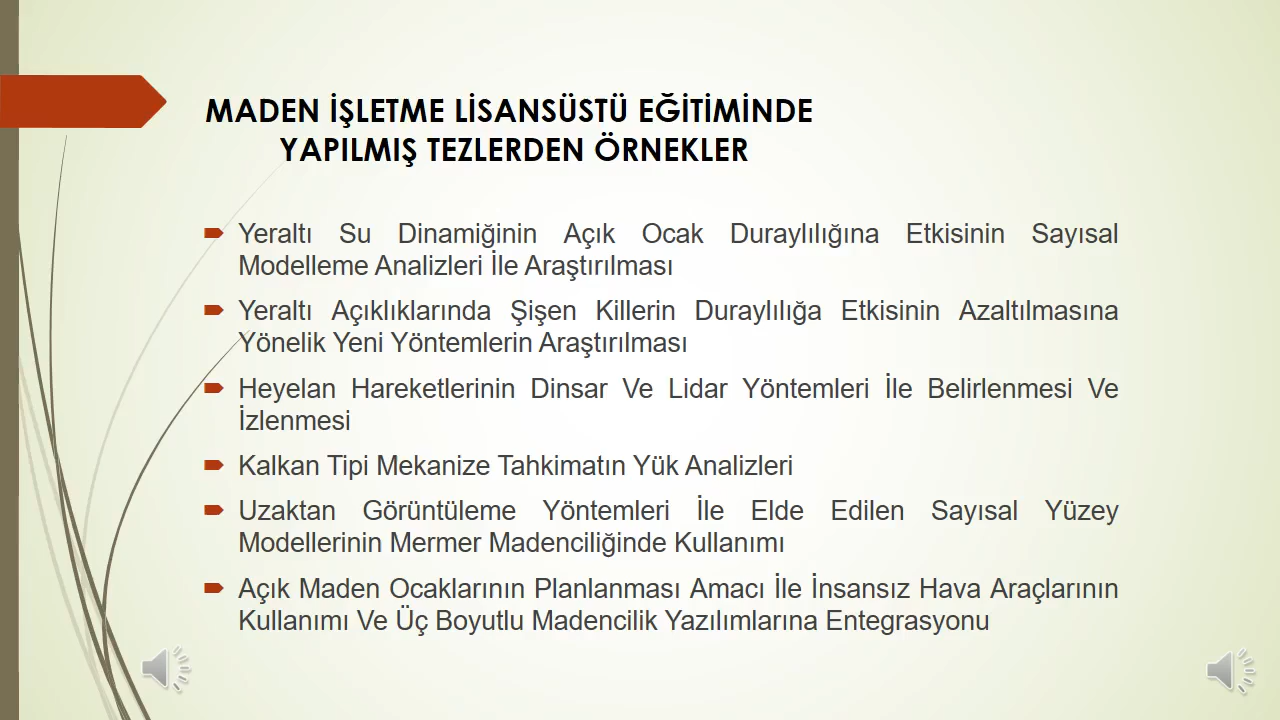 MADEN İŞLETME LİSANSÜSTÜ EĞİTİMİNDE
YAPILMIŞ TEZLERDEN ÖRNEKLER
Yeraltı Su Dinamiğinin Açık Ocak Duraylılığına Etkisinin Sayısal
Modelleme Analizleri İle Araştırılması
Yeraltı Açıklıklarında Şişen Killerin Duraylılığa Etkisinin Azaltılmasına
Yönelik Yeni Yöntemlerin Araştırılması
Heyelan Hareketlerinin Dinsar Ve Lidar Yöntemleri İle Belirlenmesi Ve
İzlenmesi
Kalkan Tipi Mekanize Tahkimatın Yük Analizleri
Uzaktan Görüntüleme Yöntemleri İle Elde Edilen Sayısal Yüzey
Modellerinin Mermer Madenciliğinde Kullanımı
Açık Maden Ocaklarının Planlanması Amacı İle İnsansız Hava Araçlarının
Kullanımı Ve Üç Boyutlu Madencilik Yazılımlarına Entegrasyonu